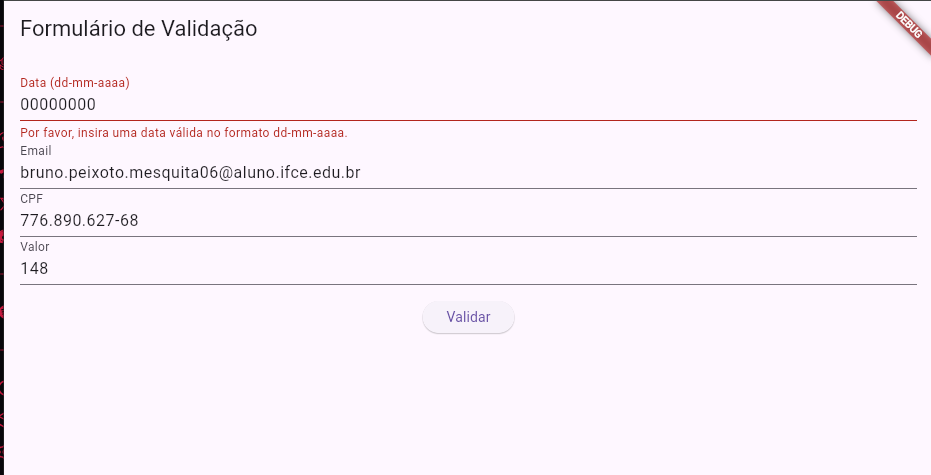 Formulário de Validação
DEBUG
Data (dd-mm-aaaa)
00000000
Por favor, insira uma data válida no formato dd-mm-aaaa.
Email
bruno.peixoto.mesquita06@aluno.ifce.edu.br
CPF
776.890.627-68
Valor
148
Validar